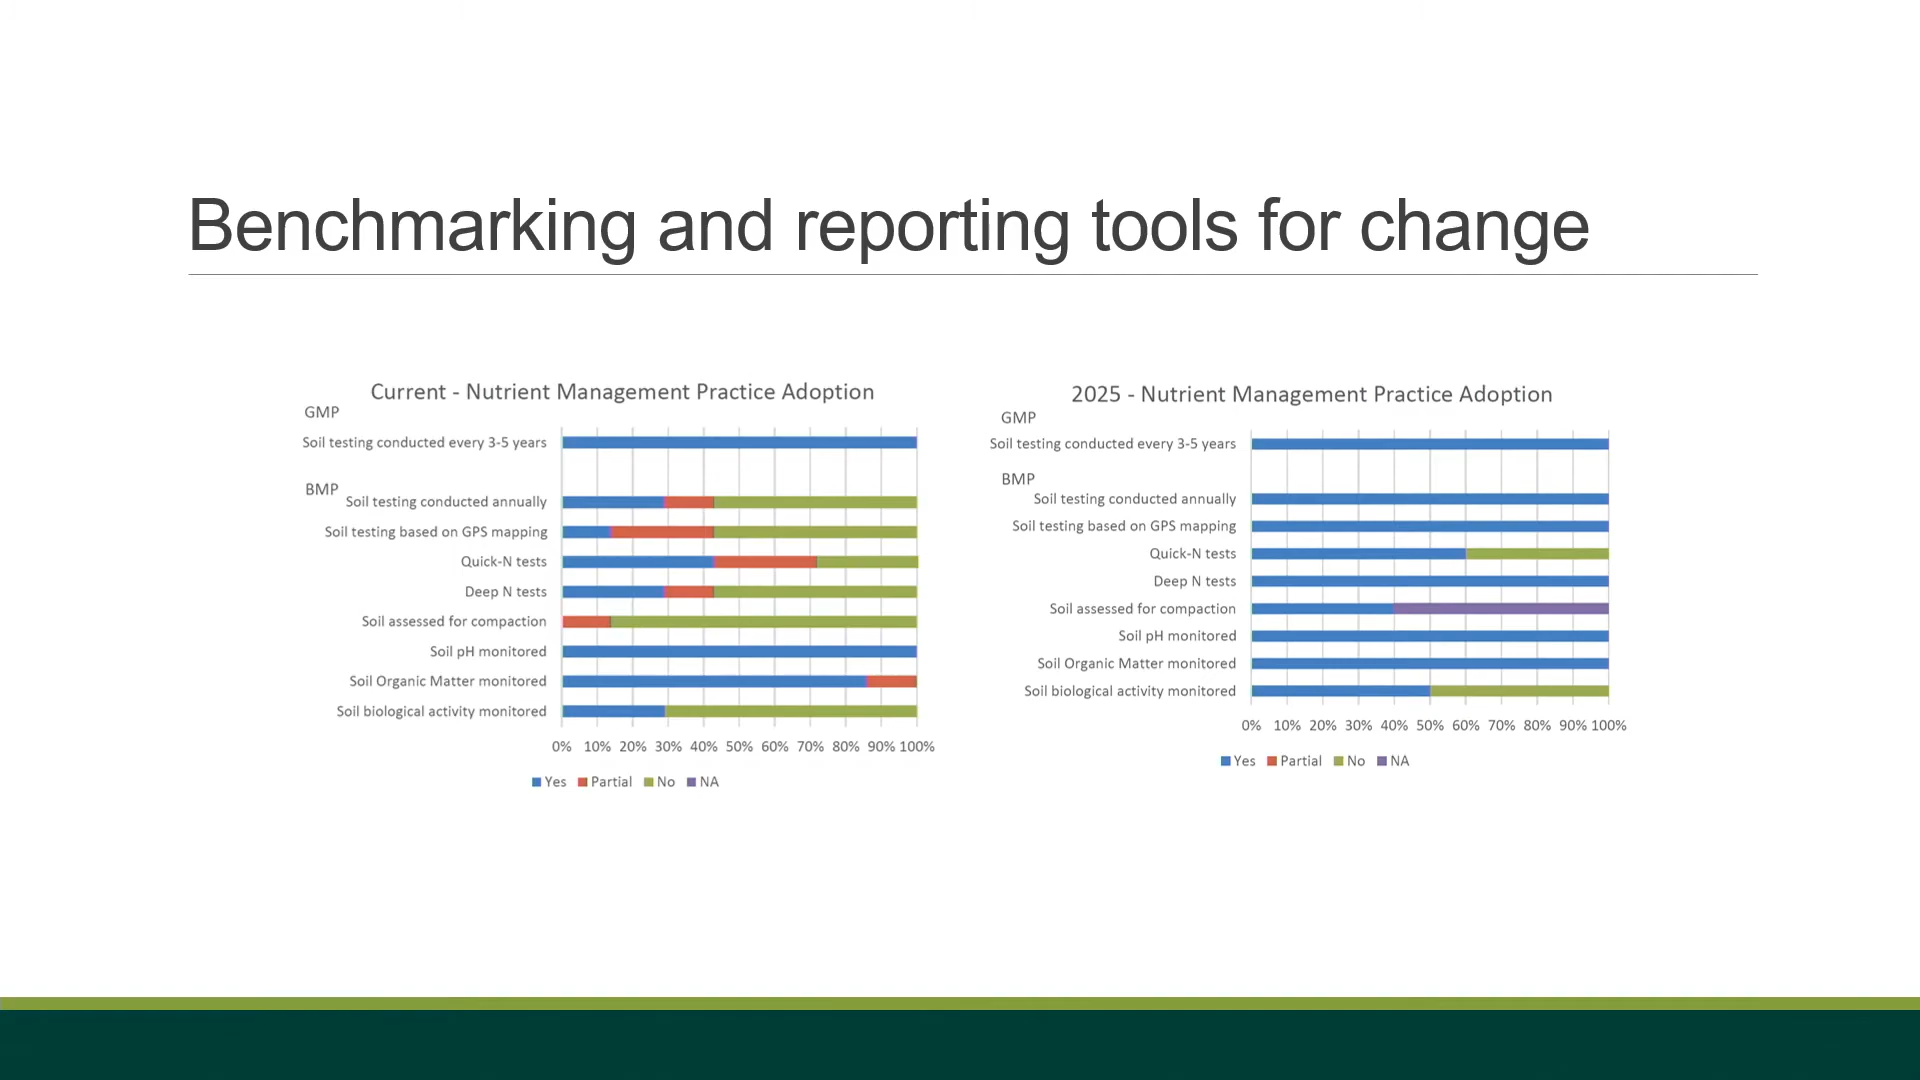 Benchmarking and reporting tools for change
Current - Nutrient Management Practice Adoption
GMP
Soil testing conducted every 3-5 years
BMP
Soil testing conducted annually
Soil testing based on GPS mapping
Quick-N tests
Deep N tests
Soil assessed for compaction
Soil pH monitored
Soil Organic Matter monitored
Soil biological activity monitored
0% 10% 20% 30% 40% 50% 60% 70% 80% 90% 100%
Yes Partial No NA
2025 - Nutrient Management Practice Adoption
GMP
Soil testing conducted every 3-5 years
BMP
Soil testing conducted annually
Soil testing based on GPS mapping
Quick-N tests
Deep N tests
Soil assessed for compaction
Soil pH monitored
Soil Organic Matter monitored
Soil biological activity monitored
0% 10% 20% 30% 40% 50% 60% 70% 80% 90% 100%
Yes Partial No NA